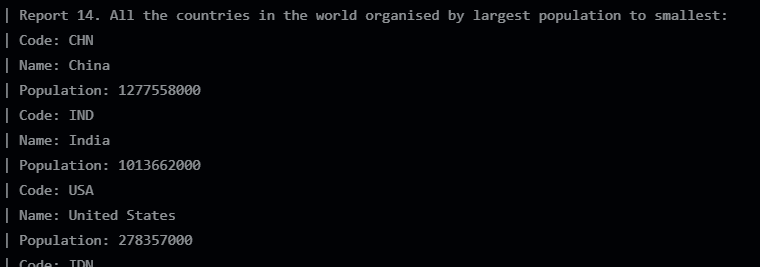 | Report 14. All the countries in the world organised by largest population to smallest:
| Code: CHN
| Name: China
| Population: 1277558000
| Code: IND
| Name: India
| Population: 1013662000
| Code: USA
| Name: United States
| Population: 278357000
| Code: IDN